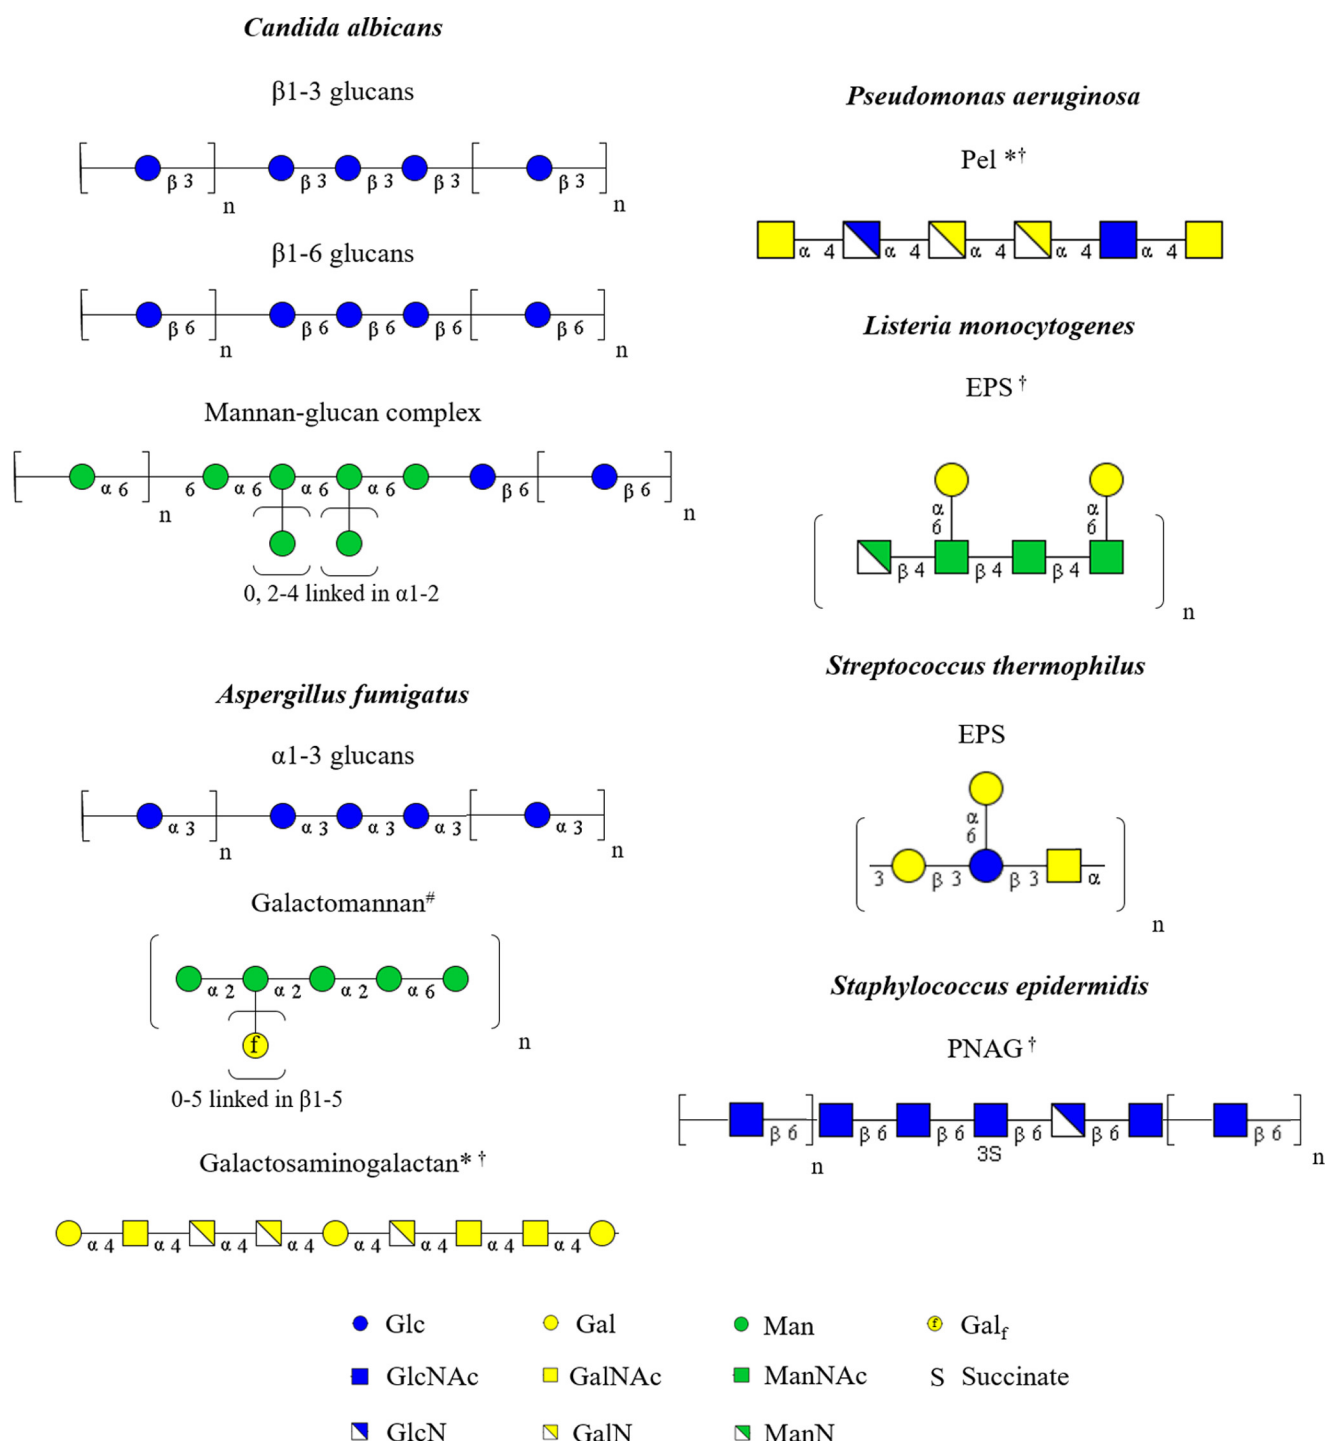 Candida albicans
β1-3 glucans
β 3 β 3 β 3 β 3 β 3
n n
β1-6 glucans
β 6 β 6 β 6 β 6 β 6
n n
Mannan-glucan complex
α 6 6 α 6 α 6 α 6 β 6 β 6
n n
0, 2-4 linked in α1-2
Aspergillus fumigatus
α1-3 glucans
α 3 α 3 α 3 α 3 α 3
n n
Galactomannan#
α 2 α 2 α 2 α 6
f
n
0-5 linked in β1-5
Galactosaminogalactan* †
α 4 α 4 α 4 α 4 α 4 α 4 α 4 α 4
Pseudomonas aeruginosa
Pel *†
α 4 α 4 α 4 α 4 α 4
Listeria monocytogenes
EPS †
α α
6 6
β 4 β 4 β 4
n
Streptococcus thermophilus
EPS
α
6
3 β 3 β 3 α
n
Staphylococcus epidermidis
PNAG †
β 6 β 6 β 6 β 6 β 6 β 6
3S
n n
Glc Gal Man f Galf
GlcNAc GalNAc ManNAc S Succinate
GlcN GalN ManN